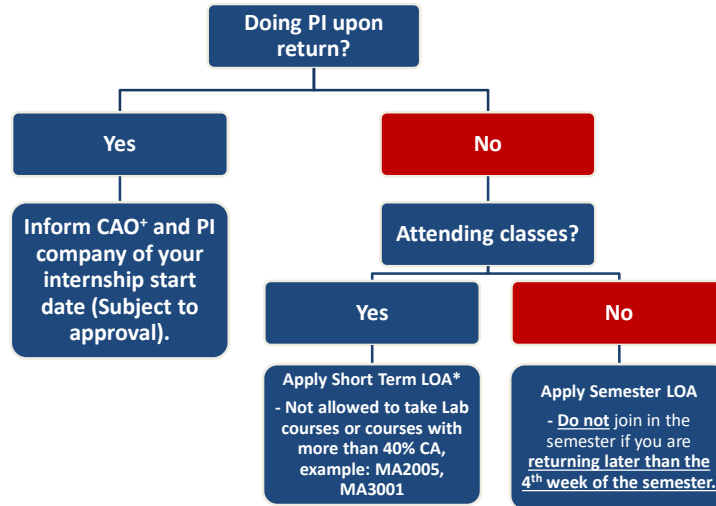 Doing PI upon
return?
Yes
No
Inform CAO⁺ and PI
company of your
internship start
date (Subject to
approval).
Attending classes?
Yes
No
Apply Short Term LOA*
- Not allowed to take Lab
courses or courses with
more than 40% CA,
example: MA2005,
MA3001
Apply Semester LOA
- Do not join in the
semester if you are
returning later than the
4th week of the semester.